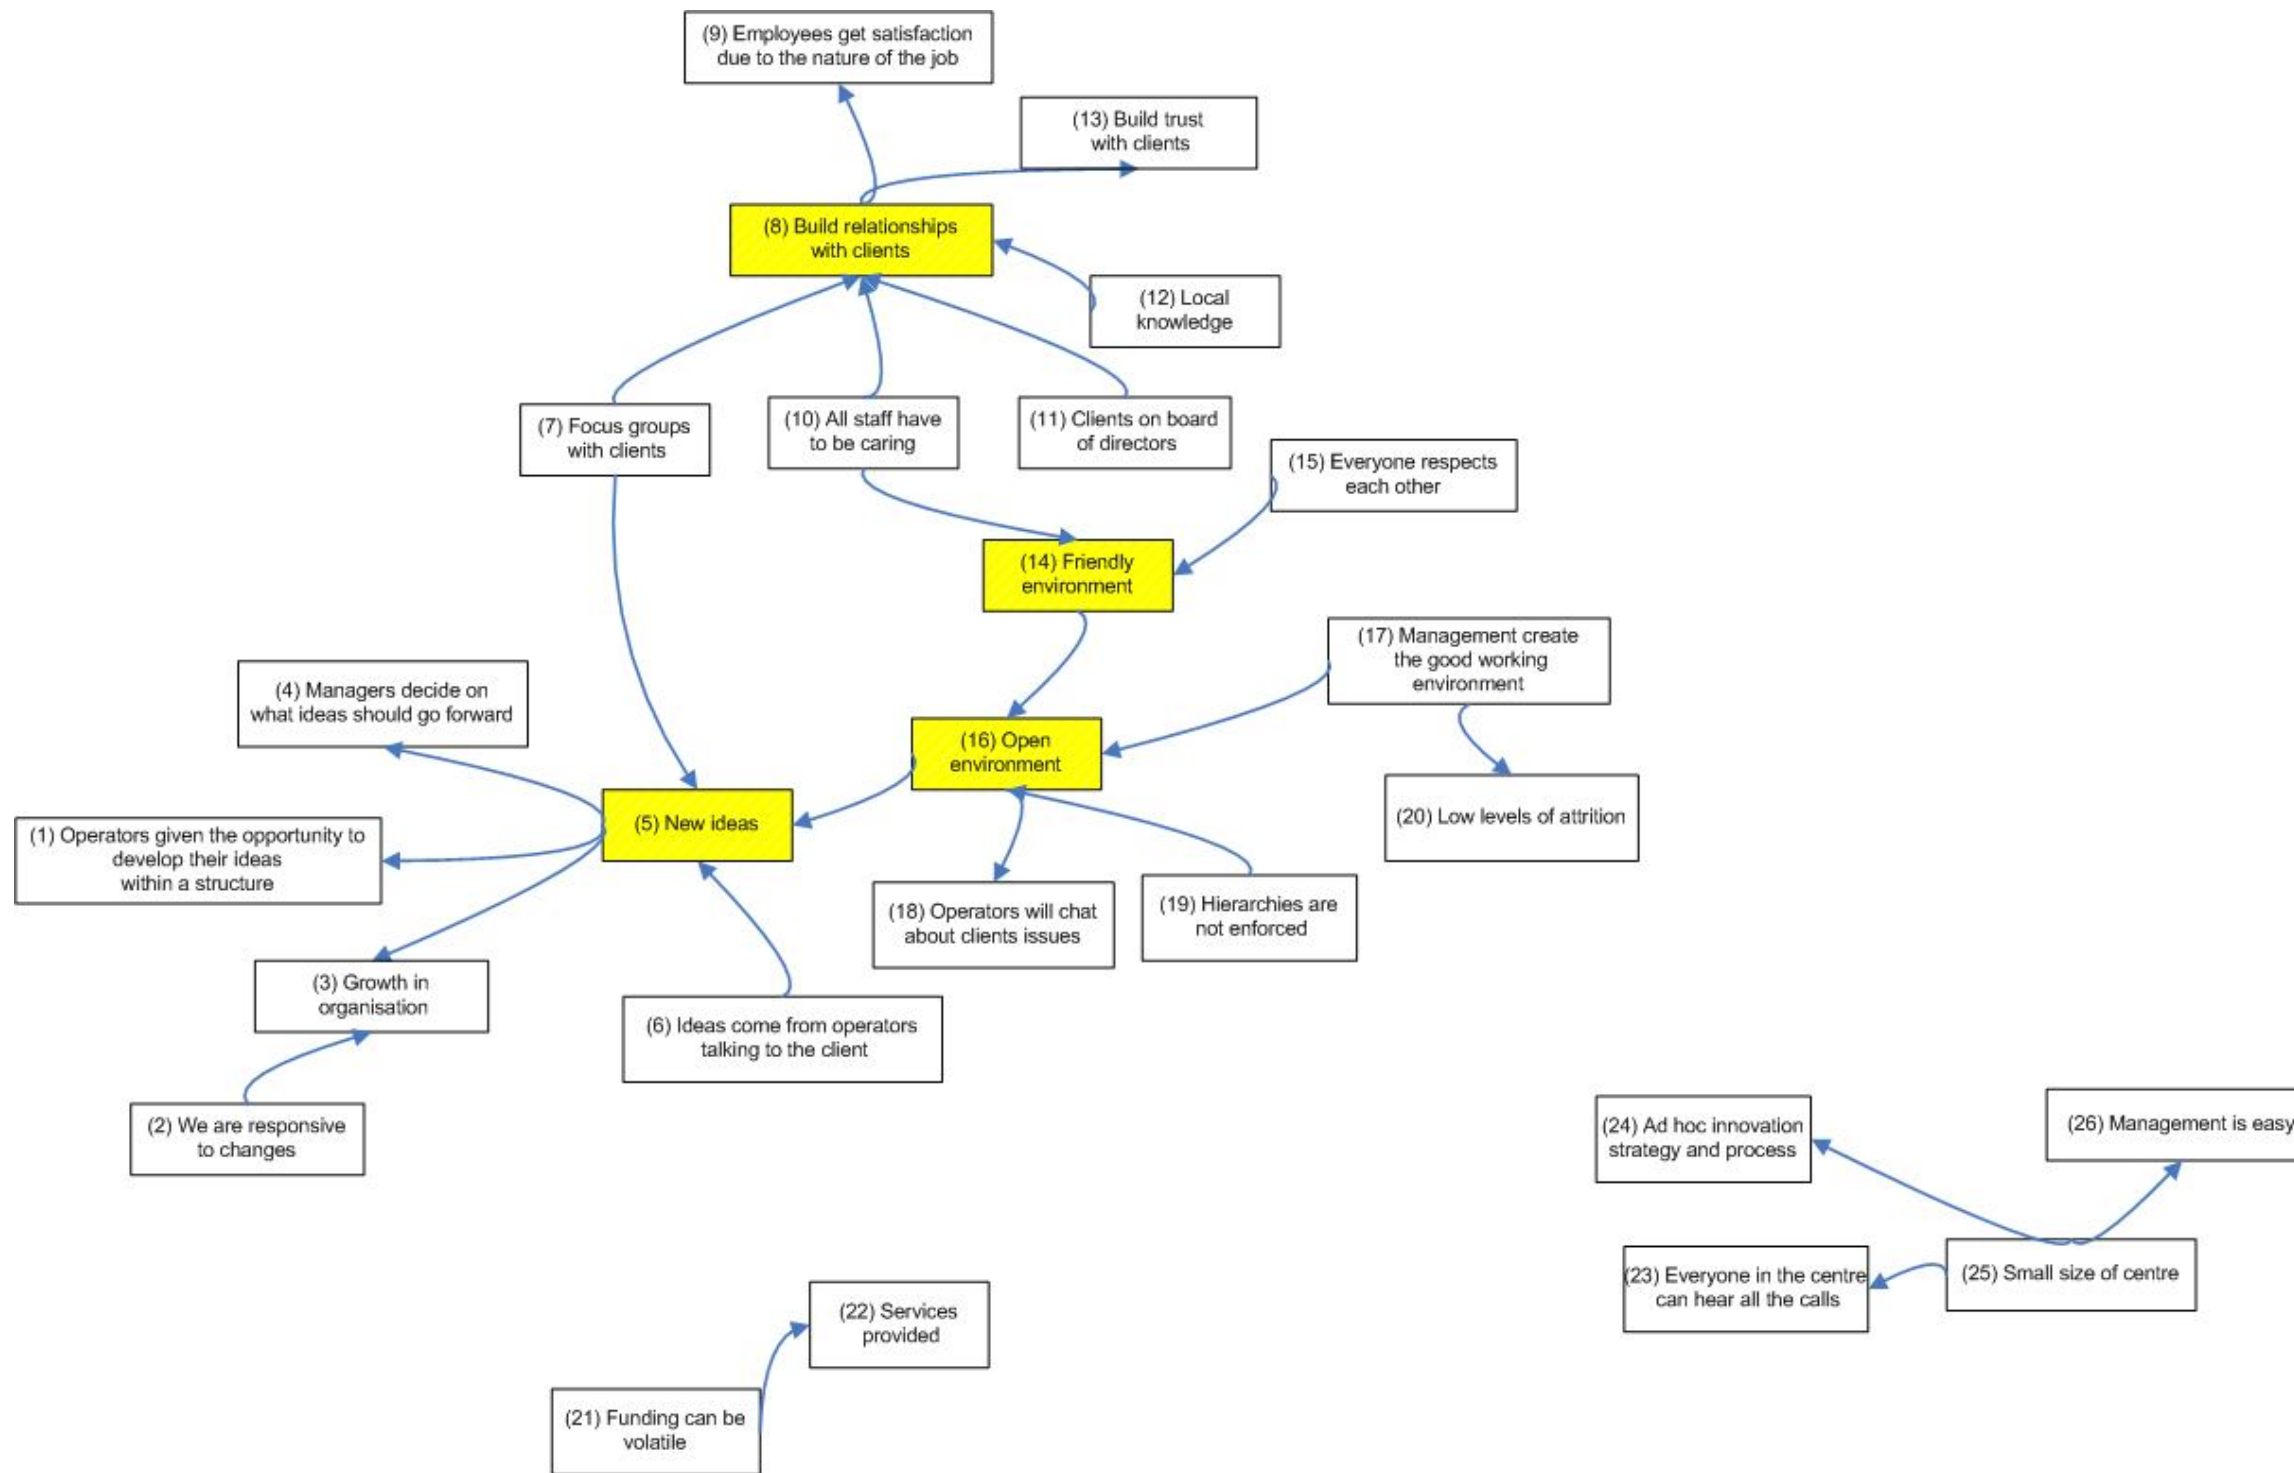 (9) Employees get satisfaction
due to the nature of the job
(13) Build trust
with clients
(8) Build relationships
with clients
(12) Local
knowledge
(7) Focus groups
with clients
(10) All staff have
to be caring
(11) Clients on board
of directors
(15) Everyone respects
each other
(14) Friendly
environment
(17) Management create
the good working
environment
(4) Managers decide on
what ideas should go forward
(16) Open
environment
(20) Low levels of attrition
(5) New ideas
(1) Operators given the opportunity to
develop their ideas
within a structure
(18) Operators will chat
about clients issues
(19) Hierarchies are
not enforced
(3) Growth in
organisation
(6) Ideas come from operators
talking to the client
(2) We are responsive
to changes
(24) Ad hoc innovation
strategy and process
(26) Management is easy
(23) Everyone in the centre
can hear all the calls
(25) Small size of centre
(22) Services
provided
(21) Funding can be
volatile